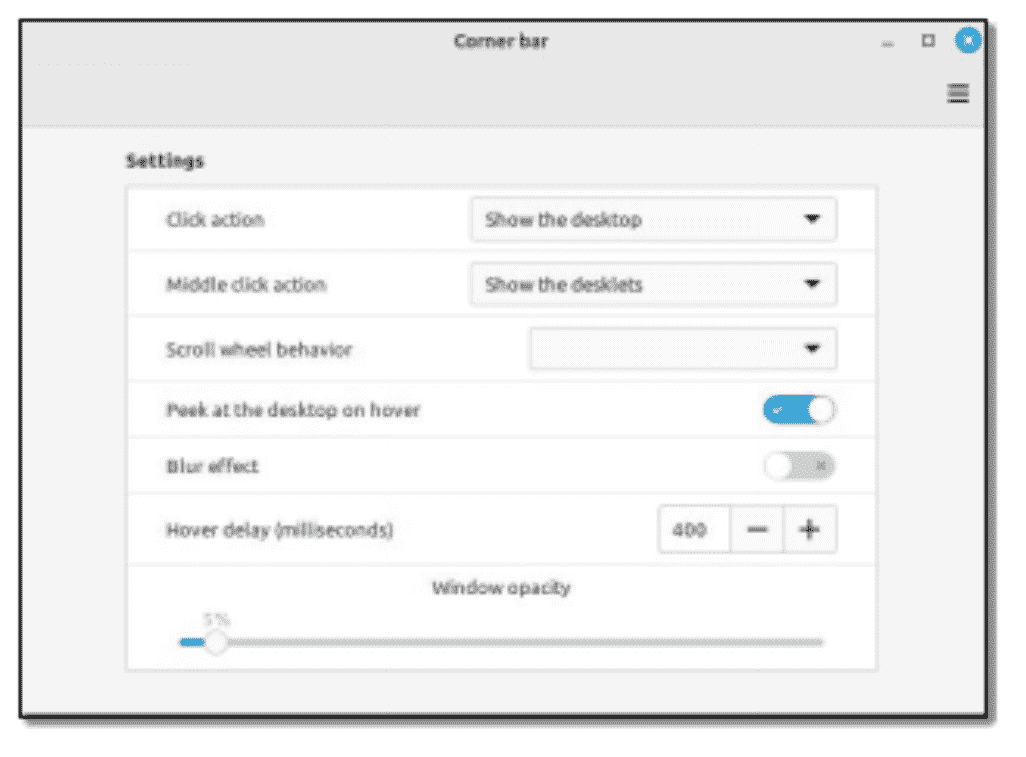 Corner bar
Settings
Click action Show the desktop
Middle click action Show the desklets
Scroll wheel behavior
Peek at the desktop on hover
Blur effect
Hover delay (milliseconds) 400
Window opacity
5%